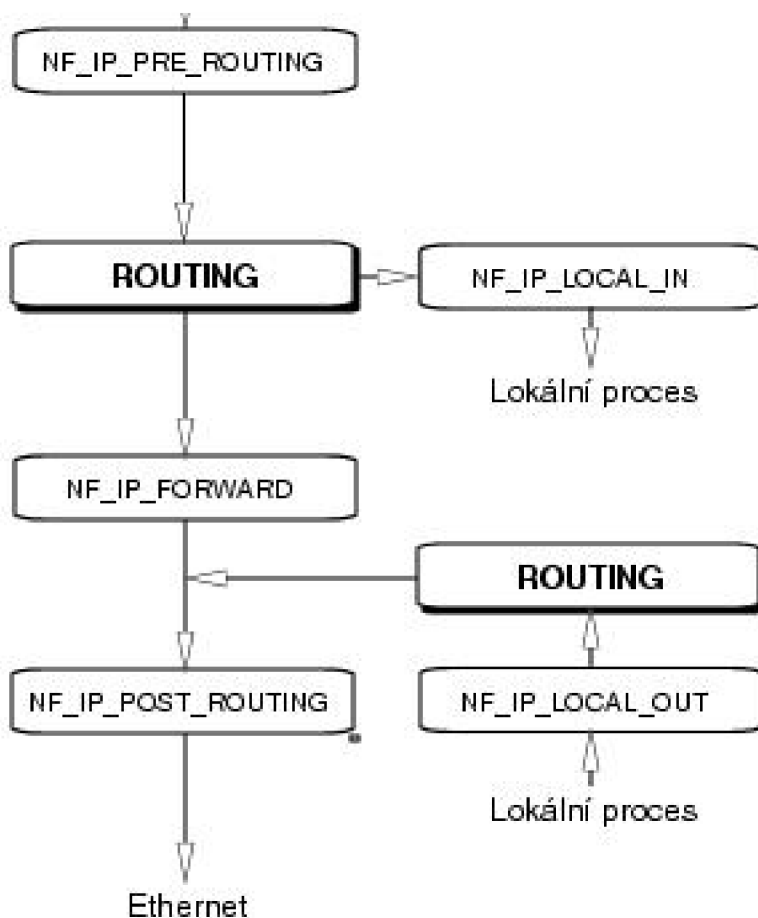 NF_IP_PRE_ROUTING
ROUTING
NF_IP_LOCAL_IN
Lokální proces
NF_IP_FORWARD
ROUTING
NF_IP_POST_ROUTING
NF_IP_LOCAL_OUT
Lokální proces
Ethernet